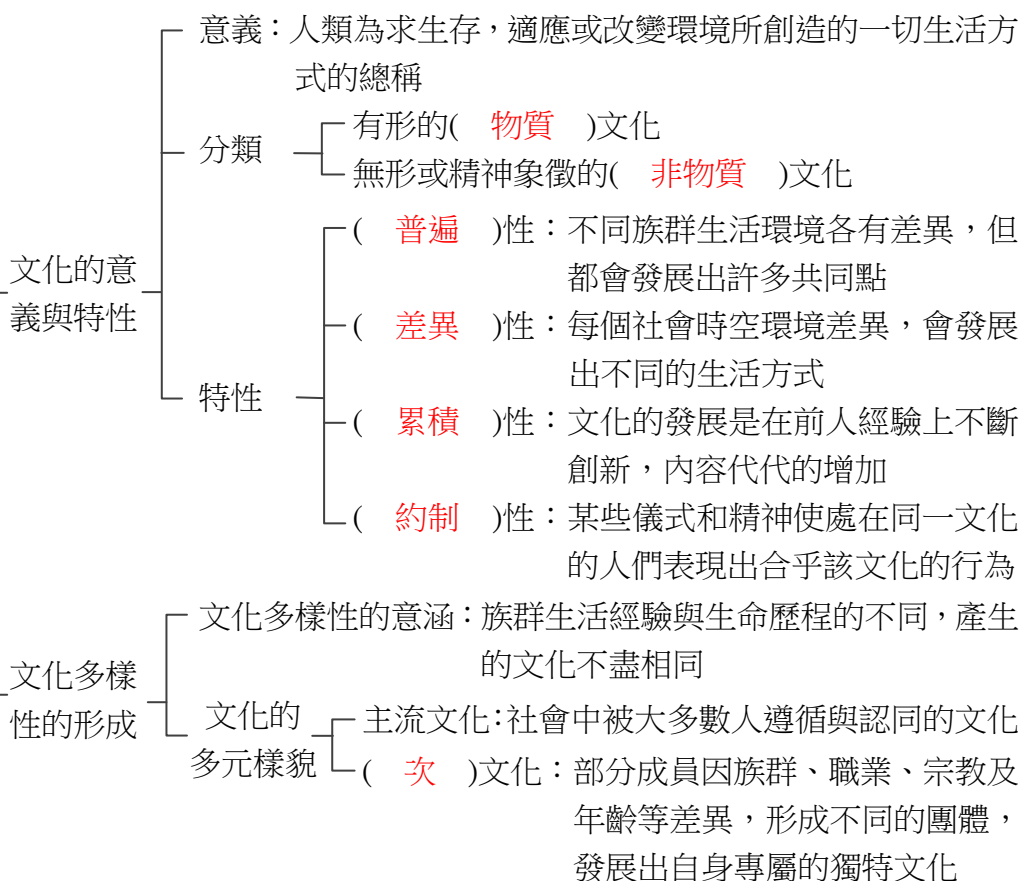 意義：人類為求生存，適應或改變環境所創造的一切生活方
式的總稱
分類
有形的( 物質 )文化
無形或精神象徵的( 非物質 )文化
文化的意
義與特性
特性
( 普遍 )性：不同族群生活環境各有差異，但
都會發展出許多共同點
( 差異 )性：每個社會時空環境差異，會發展
出不同的生活方式
( 累積 )性：文化的發展是在前人經驗上不斷
創新，內容代代的增加
( 約制 )性：某些儀式和精神使處在同一文化
的人們表現出合乎該文化的行為
文化多樣
性的形成
文化多樣性的意涵：族群生活經驗與生命歷程的不同，產生
的文化不盡相同
文化的
多元樣貌
主流文化：社會中被大多數人遵循與認同的文化
( 次 )文化：部分成員因族群、職業、宗教及
年齡等差異，形成不同的團體，
發展出自身專屬的獨特文化